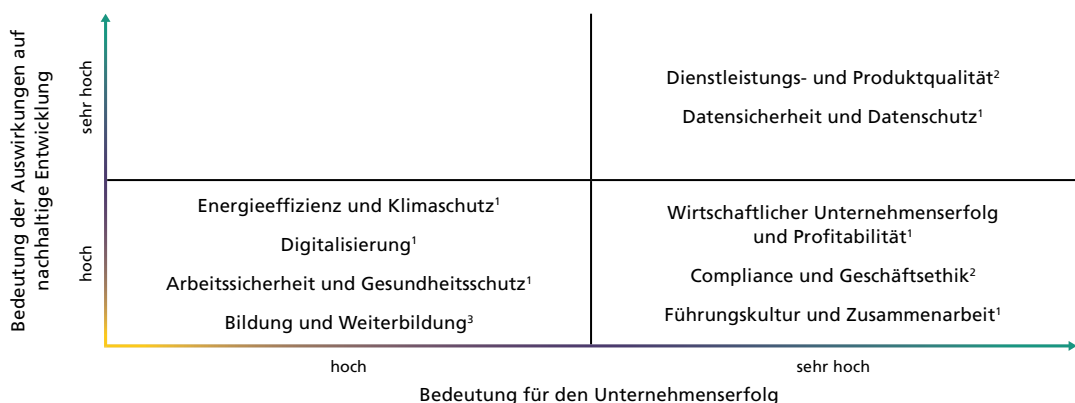 Bedeutung der Auswirkungen auf
nachhaltige Entwicklung
sehr hoch
hoch
Dienstleistungs- und Produktqualität²
Datensicherheit und Datenschutz¹
Energieeffizienz und Klimaschutz¹
Digitalisierung¹
Arbeitssicherheit und Gesundheitsschutz¹
Bildung und Weiterbildung³
Wirtschaftlicher Unternehmenserfolg
und Profitabilität¹
Compliance und Geschäftsethik²
Führungskultur und Zusammenarbeit¹
hoch
sehr hoch
Bedeutung für den Unternehmenserfolg